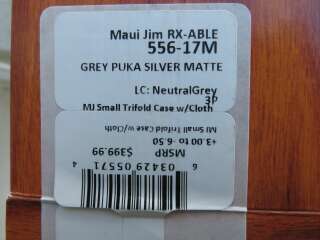 Maui Jim RX-ABLE
556-17M
GREY PUKA SILVER MATTE
LC: NeutralGrey
3P
MJ Small Trifold Case w/Cloth
MJ Small Trifold Case w/Cloth
+3.00 to -6.50
MSRP
$399.99
6 03429 05571 4